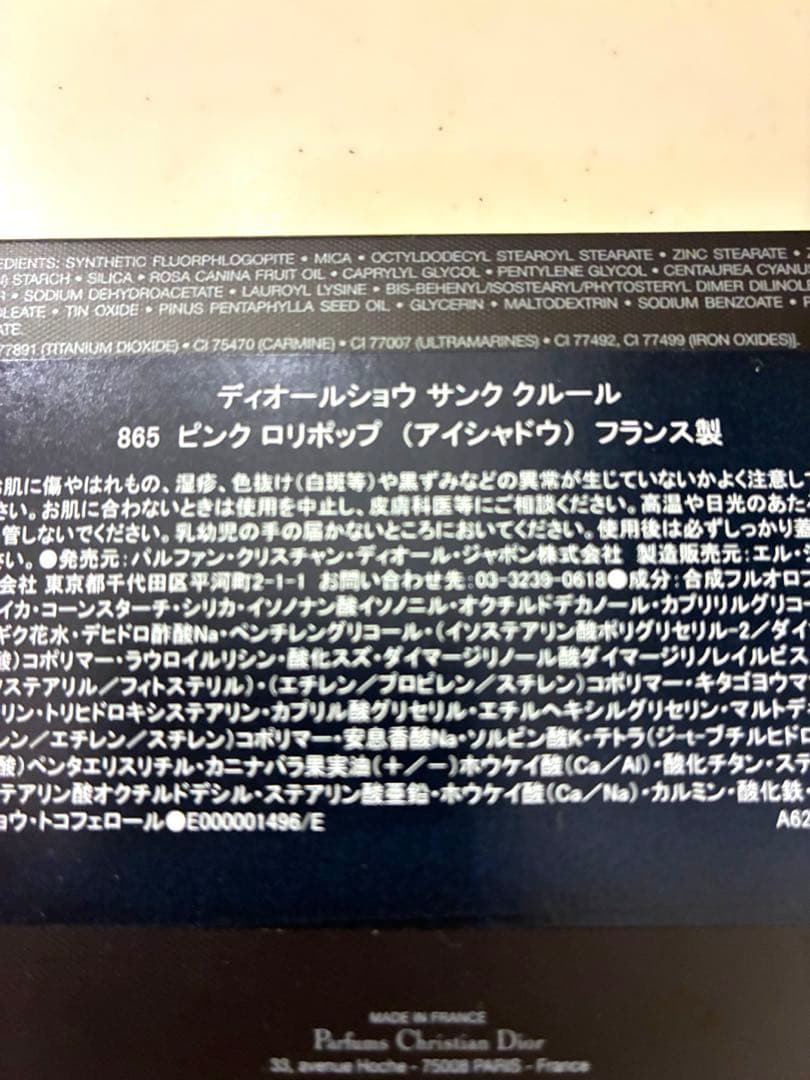 EDIENTS: SYNTHETIC FLUORPHLOGOPITE • MICA • OCTYLDODECYL STEAROYL STEARATE • ZINC STEARATE •
STARCH • SILICA • ROSA CANINA FRUIT OIL • CAPRYLYL GLYCOL • PENTYLENE GLYCOL • CENTAUREA CYANU
R • SODIUM DEHYDROACETATE • LAUROYL LYSINE • BIS-BEHENYL/ISOSTEARYL/PHYTOSTERYL DIMER DILINOLE
OLEATE • TIN OXIDE • PINUS PENTAPHYLLA SEED OIL • GLYCERIN • MALTODEXTRIN • SODIUM BENZOATE •
ATE.
77891 (TITANIUM DIOXIDE) • CI 75470 (CARMINE) • CI 77007 (ULTRAMARINES) • CI 77492, CI 77499 (IRON OXIDES)].
ディオールショウ サンク クルール
865 ピンク ロリポップ (アイシャドウ) フランス製
お肌に傷やはれもの、湿疹、色抜け(白斑等)や黒ずみなどの異常が生じていないかよく注意し
さい。お肌に合わないときは使用を中止し、皮膚科医等にご相談ください。高温や日光のあた
管しないでください。乳幼児の手の届かないところにおいてください。使用後は必ずしっかり蓋
さい。●発売元:パルファン・クリスチャン・ディオール・ジャポン株式会社 製造販売元:エル・
会社 東京都千代田区平河町2-1-1 お問い合わせ先:03-3239-0618●成分:合成フルオロ
イカ・コーンスターチ・シリカ・イソノナン酸イソノニル・オクチルドデカノール・カプリリルグリコ
ギク花水・デヒドロ酢酸Na・ペンチレングリコール・(イソステアリン酸ポリグリセリル-2/ダイ
酸)コポリマー・ラウロイルリシン・酸化スズ・ダイマージリノール酸ダイマージリノレイルビス
ステアリル/フィトステリル)・(エチレン/プロピレン/スチレン)コポリマー・キタゴヨウマ
リン・トリヒドロキシステアリン・カプリル酸グリセリル・エチルヘキシルグリセリン・マルトデ
レン/エチレン/スチレン)コポリマー・安息香酸Na・ソルビン酸K・テトラ(ジ-t-ブチルヒドロ
酸)ペンタエリスリチル・カニナバラ果実油(+/-)ホウケイ酸(Ca/Al)・酸化チタン・ステ
テアリン酸オクチルドデシル・ステアリン酸亜鉛・ホウケイ酸(Ca/Na)・カルミン・酸化鉄・
ョウ・トコフェロール●E000001496/E A62
MADE IN FRANCE
Parfums Christian Dior
33, avenue Hoche - 75008 PARIS - France